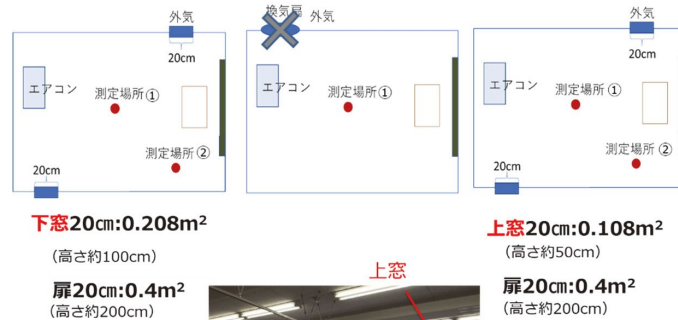 外気
20cm
エアコン
測定場所①
測定場所②
20cm
下窓20㎝:0.208m²
(高さ約100cm)
扉20㎝:0.4m²
(高さ約200cm)
換気扇
外気
エアコン
測定場所①
上窓
外気
20cm
エアコン
測定場所①
測定場所②
20cm
上窓20㎝:0.108m²
(高さ約50cm)
扉20㎝:0.4m²
(高さ約200cm)